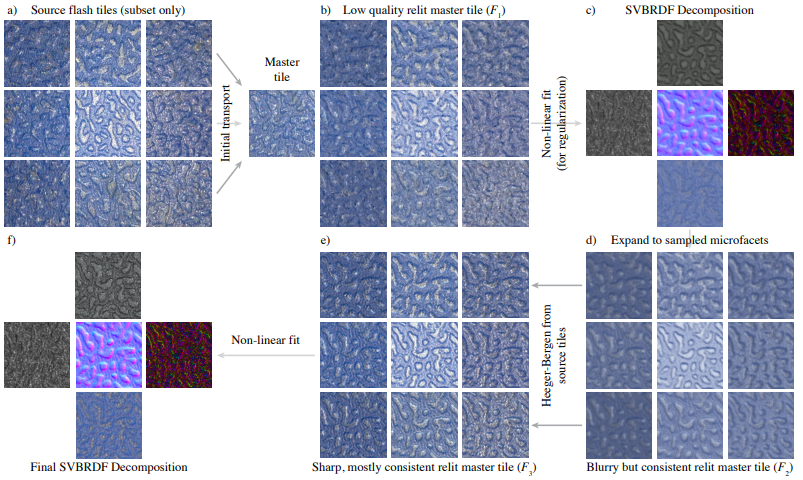 a) Source flash tiles (subset only)
b) Low quality relit master tile (F1)
c) SVBRDF Decomposition
Master
tile
Initial transport
Non-linear fit
(for regularization)
f)
e)
d) Expand to sampled microfacets
Non-linear fit
Heeger-Bergen from
source tiles
Final SVBRDF Decomposition
Sharp, mostly consistent relit master tile (F3)
Blurry but consistent relit master tile (F2)